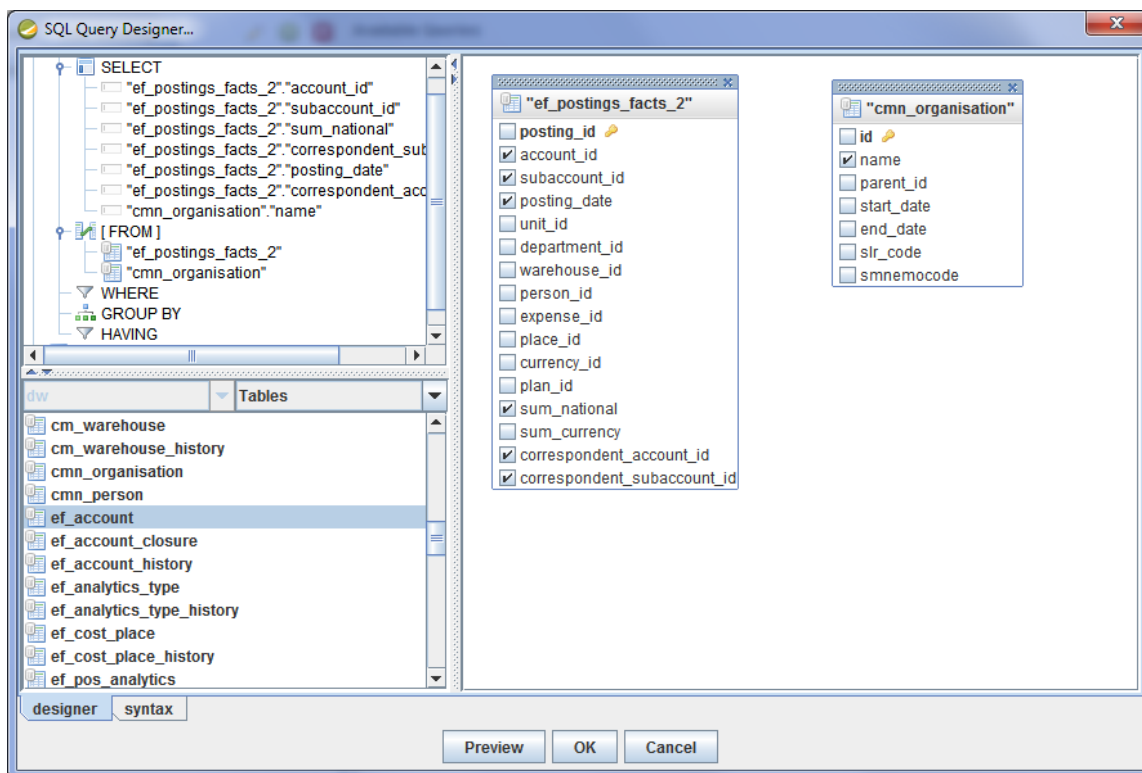 SQL Query Designer...
SELECT
"ef_postings_facts_2"."account_id"
"ef_postings_facts_2"."subaccount_id"
"ef_postings_facts_2"."sum_national"
"ef_postings_facts_2"."correspondent_sub
"ef_postings_facts_2"."posting_date"
"ef_postings_facts_2"."correspondent_acc
"cmn_organisation"."name"
[ FROM ]
"ef_postings_facts_2"
"cmn_organisation"
WHERE
GROUP BY
HAVING
dw
Tables
cm_warehouse
cm_warehouse_history
cmn_organisation
cmn_person
ef_account
ef_account_closure
ef_account_history
ef_analytics_type
ef_analytics_type_history
ef_cost_place
ef_cost_place_history
ef_pos_analytics
"ef_postings_facts_2"
posting_id
account_id
subaccount_id
posting_date
unit_id
department_id
warehouse_id
person_id
expense_id
place_id
currency_id
plan_id
sum_national
sum_currency
correspondent_account_id
correspondent_subaccount_id
"cmn_organisation"
id
name
parent_id
start_date
end_date
slr_code
smnemocode
designer syntax
Preview OK Cancel